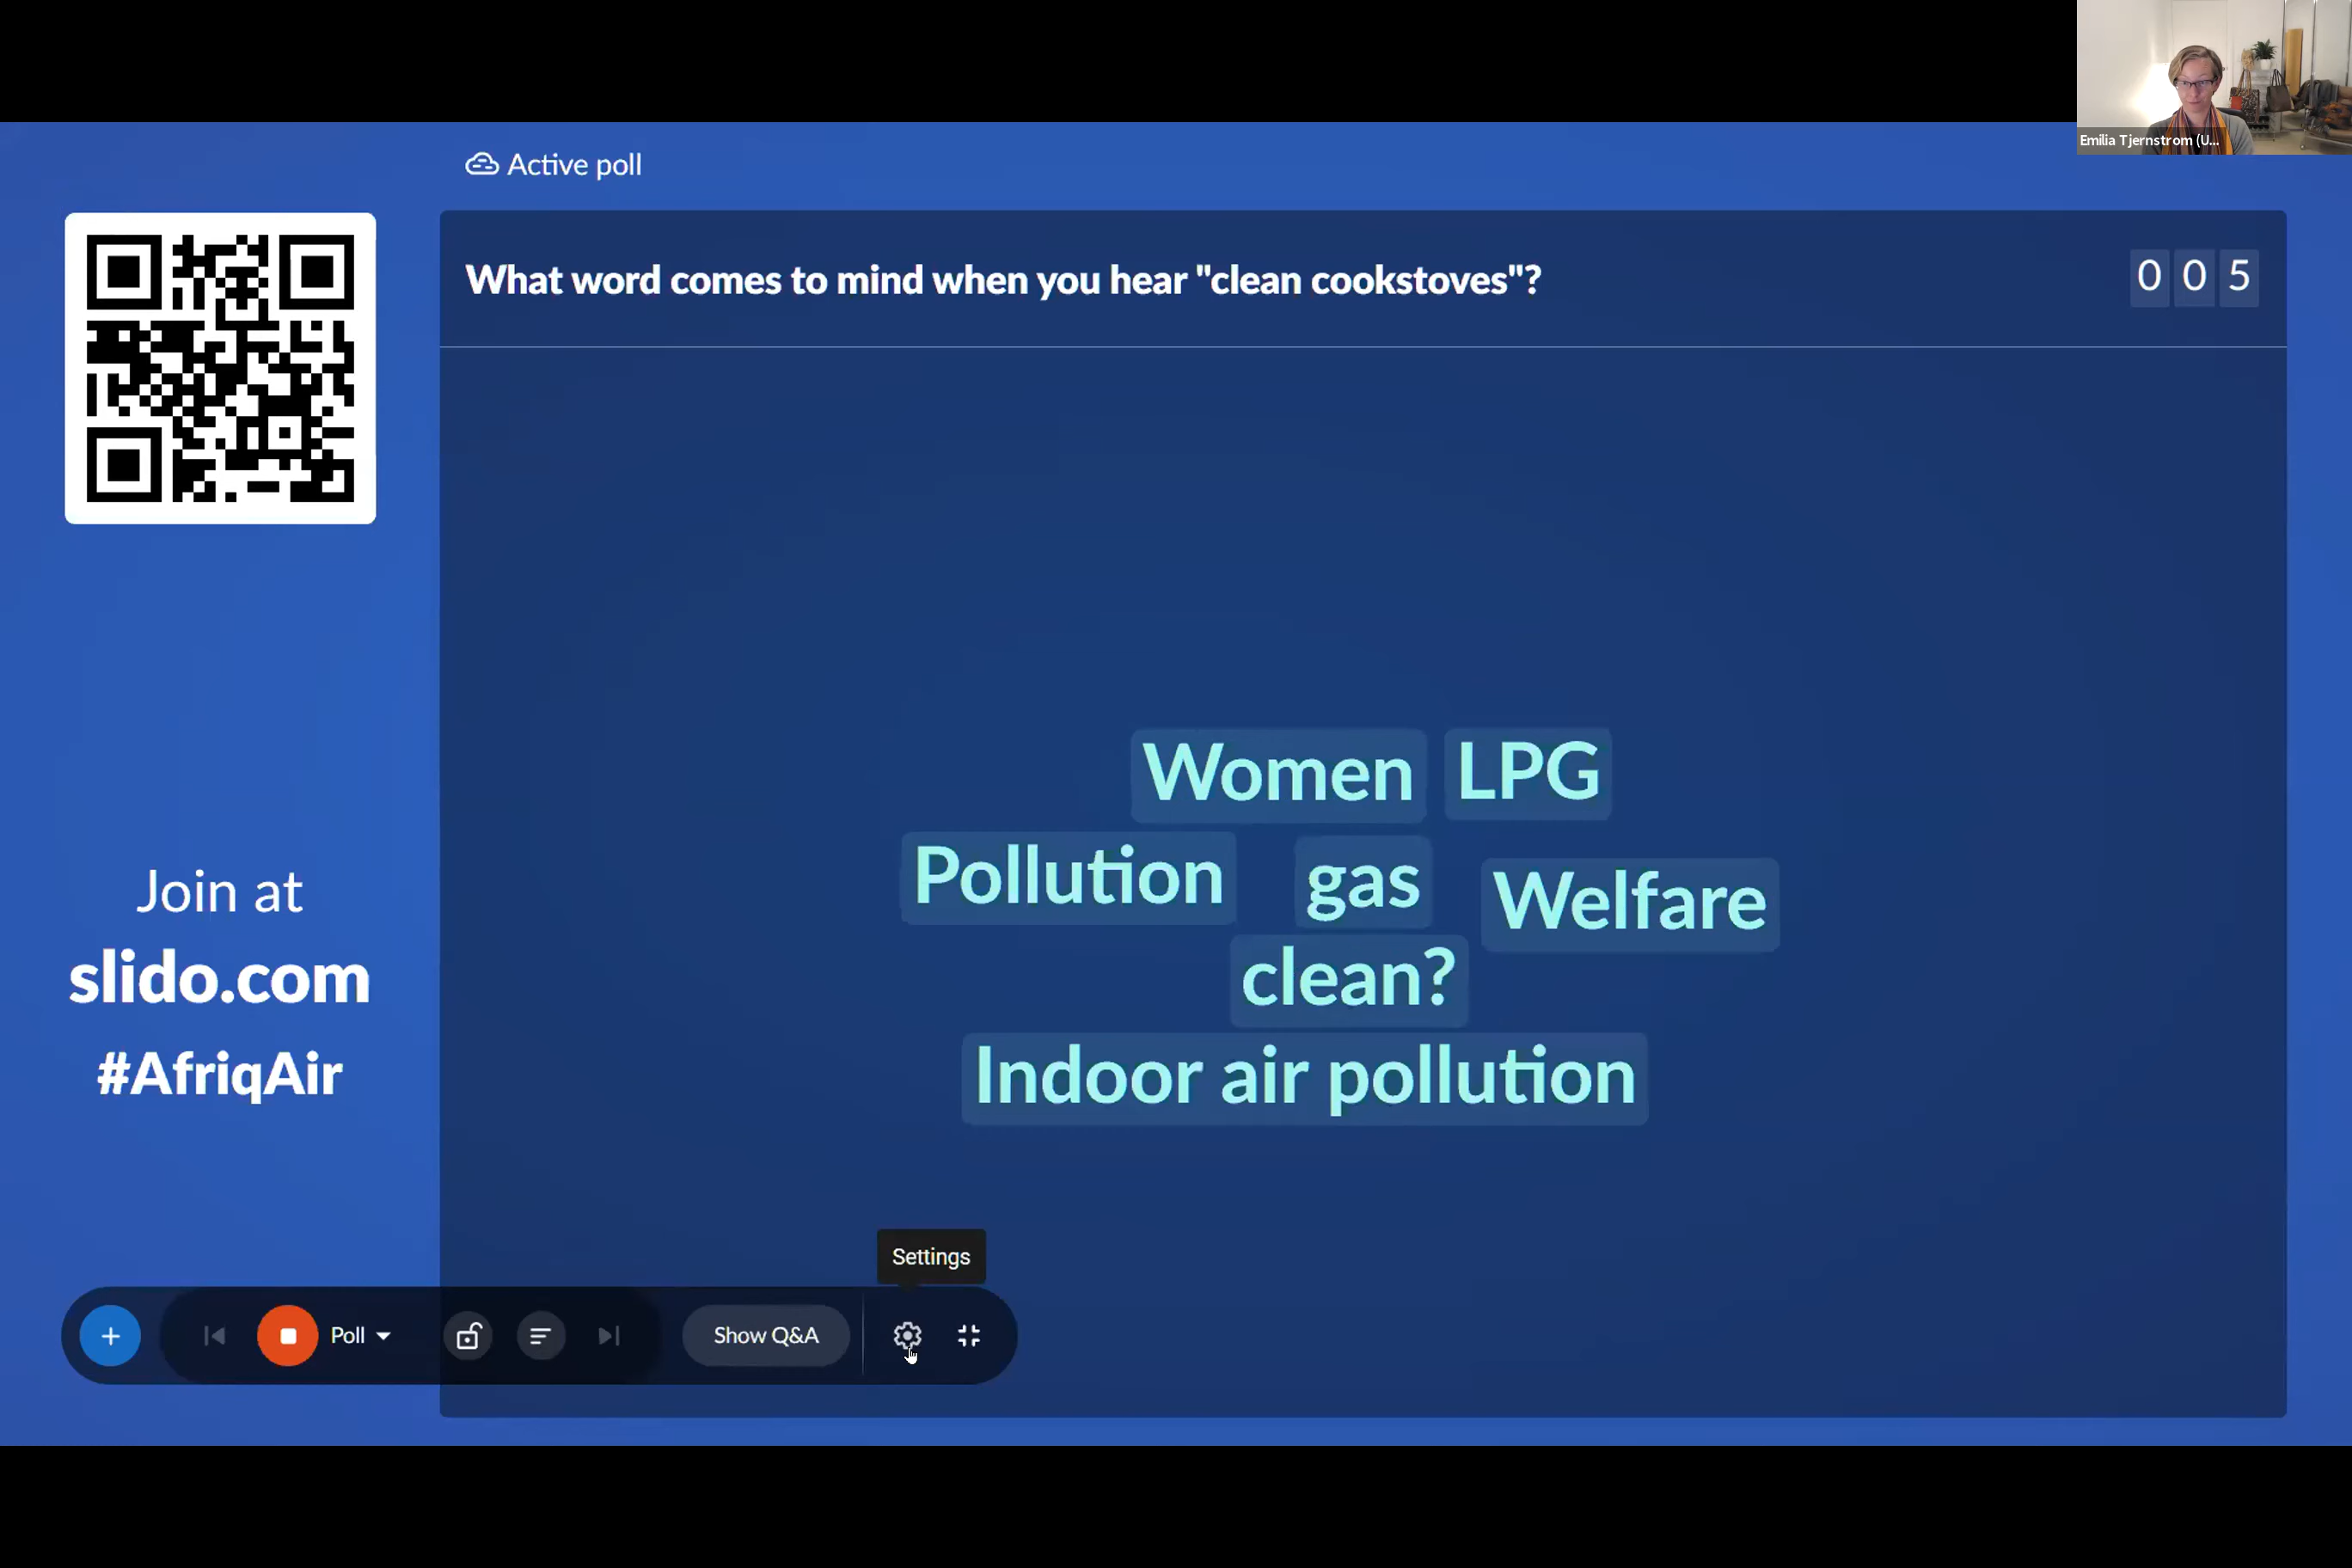 Emilia Tjernstrom (U...
Active poll
What word comes to mind when you hear "clean cookstoves"?
0 0 5
Women LPG
Pollution gas Welfare
clean?
Indoor air pollution
Join at
slido.com
#AfriqAir
Settings
Poll
Show Q&A